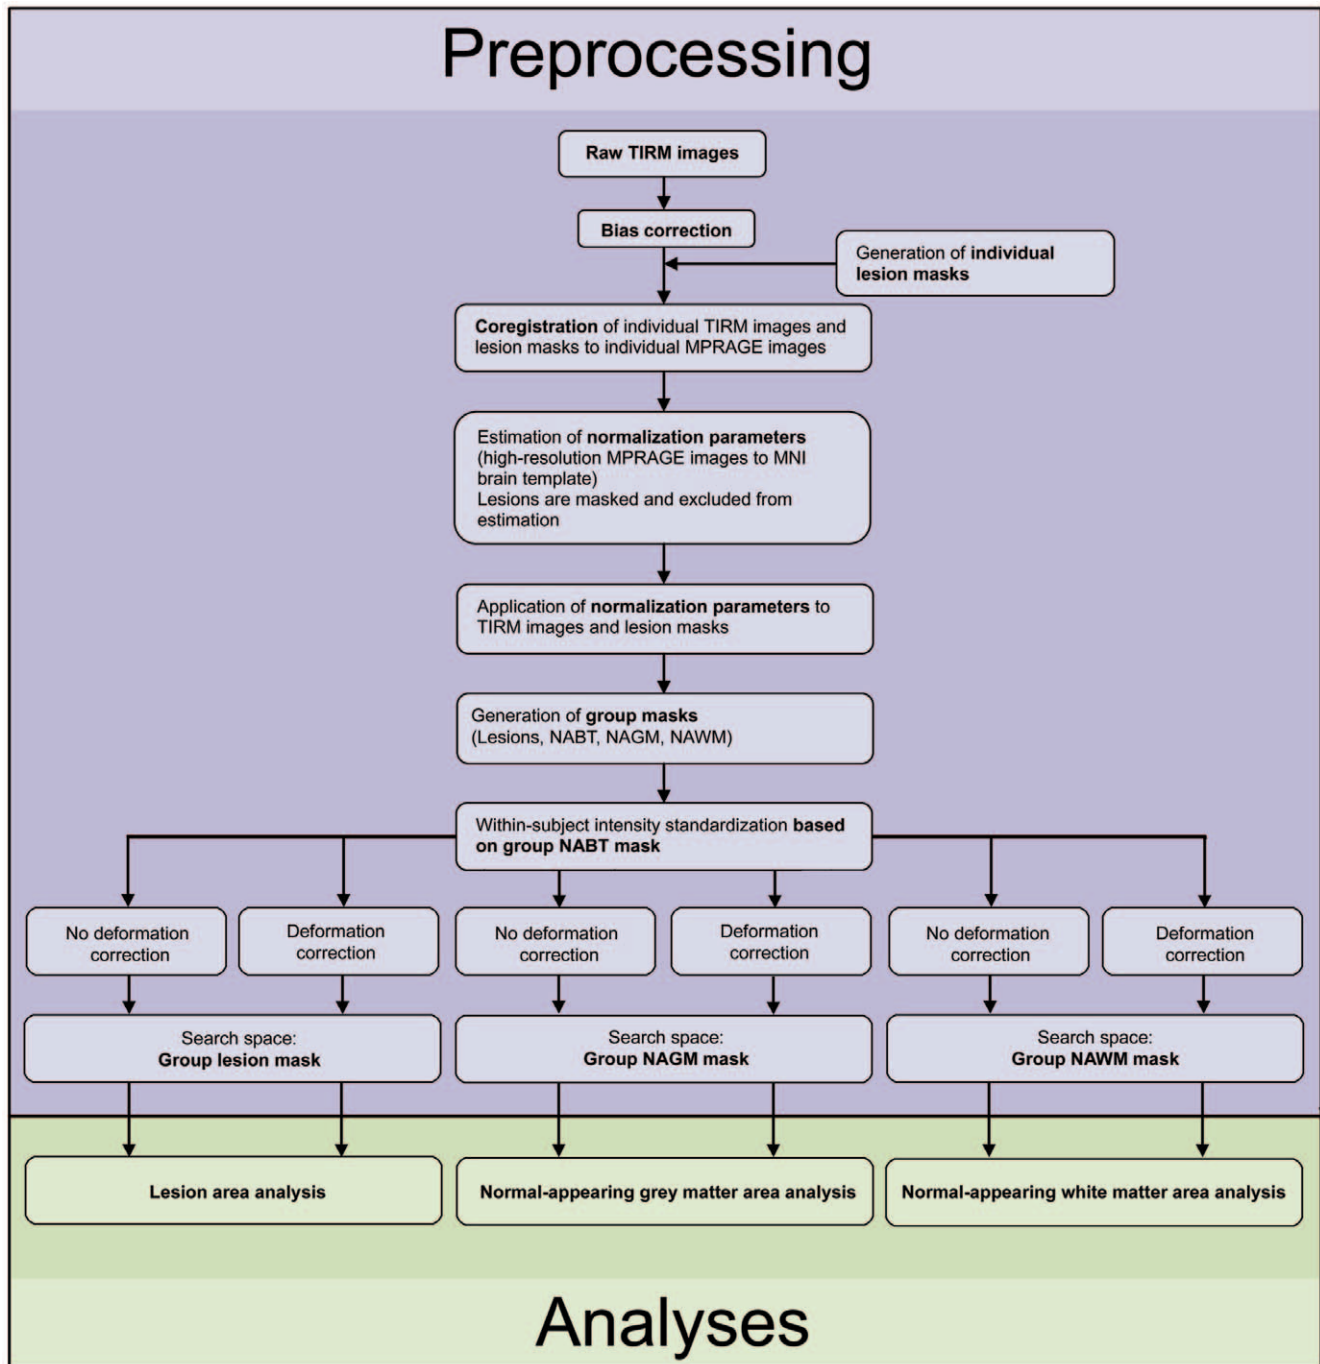 Preprocessing
Raw TIRM images
Bias correction
Generation of individual
lesion masks
Coregistration of individual TIRM images and
lesion masks to individual MPRAGE images
Estimation of normalization parameters
(high-resolution MPRAGE images to MNI
brain template)
Lesions are masked and excluded from
estimation
Application of normalization parameters to
TIRM images and lesion masks
Generation of group masks
(Lesions, NABT, NAGM, NAWM)
Within-subject intensity standardization based
on group NABT mask
No deformation
correction
Deformation
correction
No deformation
correction
Deformation
correction
No deformation
correction
Deformation
correction
Search space:
Group lesion mask
Search space:
Group NAGM mask
Search space:
Group NAWM mask
Lesion area analysis
Normal-appearing grey matter area analysis
Normal-appearing white matter area analysis
Analyses